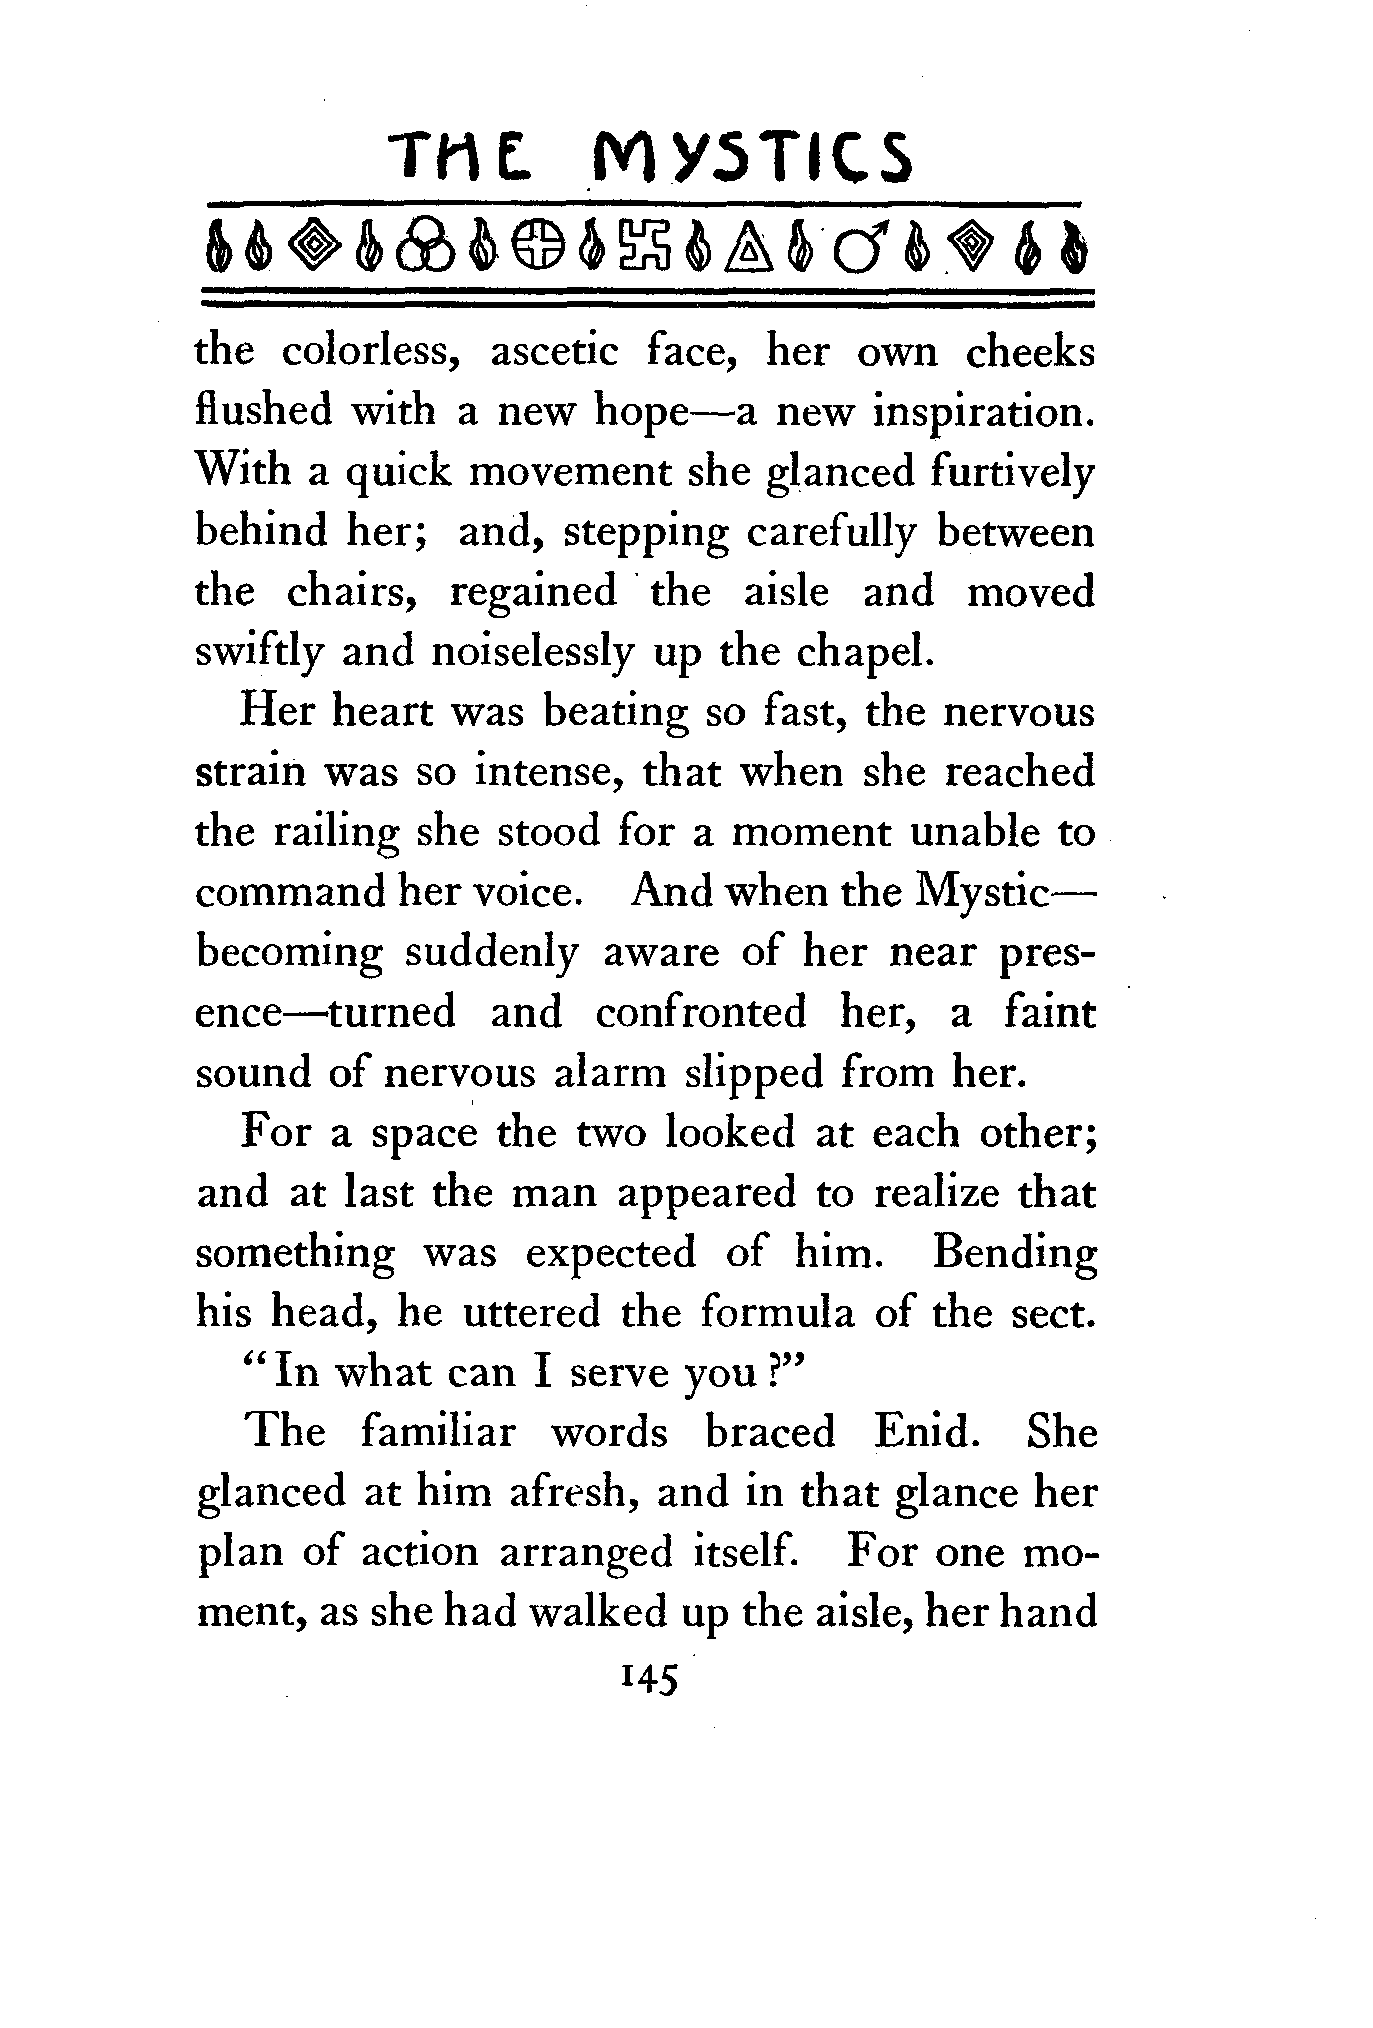 THE MYSTICS
the colorless, ascetic face, her own cheeks
flushed with a new hope—a new inspiration.
With a quick movement she glanced furtively
behind her; and, stepping carefully between
the chairs, regained the aisle and moved
swiftly and noiselessly up the chapel.
Her heart was beating so fast, the nervous
strain was so intense, that when she reached
the railing she stood for a moment unable to
command her voice. And when the Mystic—
becoming suddenly aware of her near pres-
ence—turned and confronted her, a faint
sound of nervous alarm slipped from her.
For a space the two looked at each other;
and at last the man appeared to realize that
something was expected of him. Bending
his head, he uttered the formula of the sect.
"In what can I serve you?"
The familiar words braced Enid. She
glanced at him afresh, and in that glance her
plan of action arranged itself. For one mo-
ment, as she had walked up the aisle, her hand
145